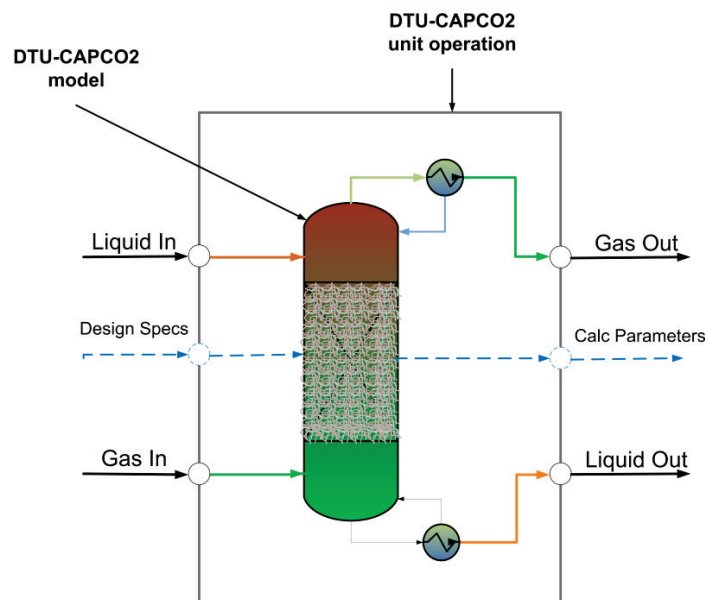 DTU-CAPCO2
unit operation
DTU-CAPCO2
model
Liquid In
Gas Out
Design Specs
Calc Parameters
Gas In
Liquid Out